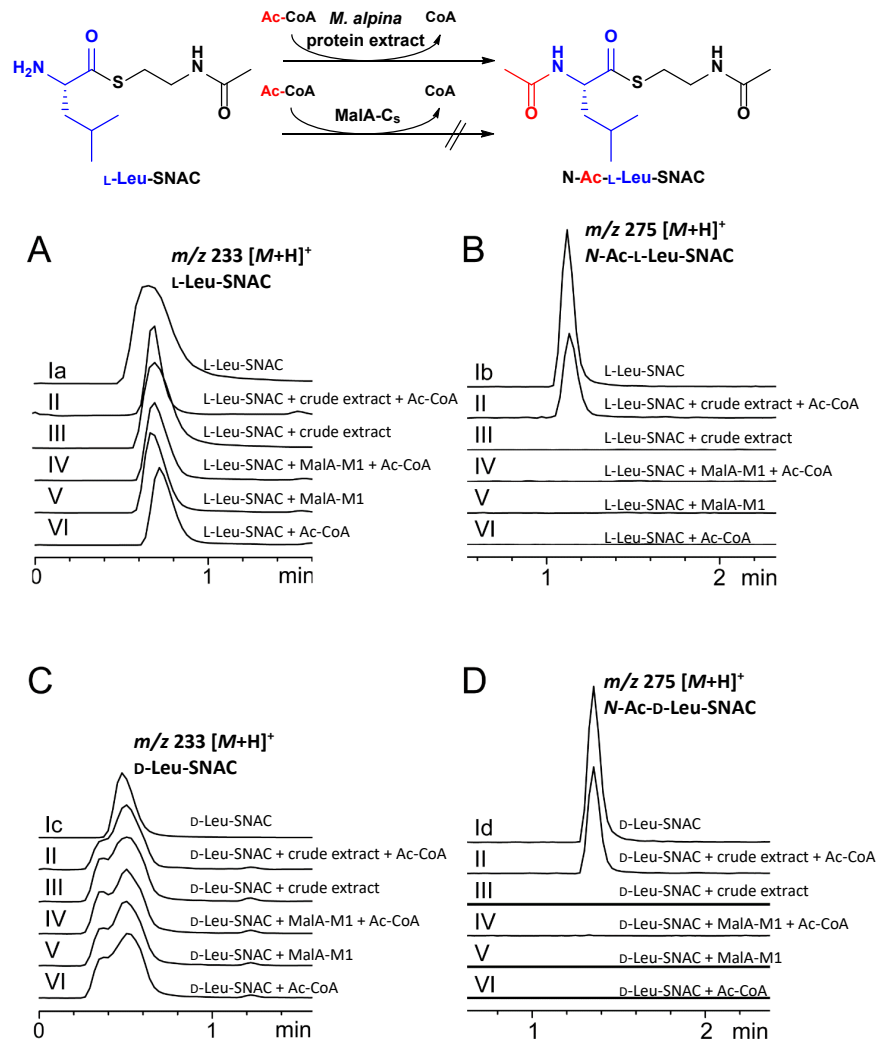 Ac-CoA M. alpina CoA
protein extract
Ac-CoA CoA
MalA-Cs
H2N O S H N O
L-Leu-SNAC
O H N O S H N O
N-Ac-L-Leu-SNAC
A
m/z 233 [M+H]+
L-Leu-SNAC
Ia L-Leu-SNAC
II L-Leu-SNAC + crude extract + Ac-CoA
III L-Leu-SNAC + crude extract
IV L-Leu-SNAC + MalA-M1 + Ac-CoA
V L-Leu-SNAC + MalA-M1
VI L-Leu-SNAC + Ac-CoA
0 1 min
B
m/z 275 [M+H]+
N-Ac-L-Leu-SNAC
Ib L-Leu-SNAC
II L-Leu-SNAC + crude extract + Ac-CoA
III L-Leu-SNAC + crude extract
IV L-Leu-SNAC + MalA-M1 + Ac-CoA
V L-Leu-SNAC + MalA-M1
VI L-Leu-SNAC + Ac-CoA
1 2 min
C
m/z 233 [M+H]+
D-Leu-SNAC
Ic D-Leu-SNAC
II D-Leu-SNAC + crude extract + Ac-CoA
III D-Leu-SNAC + crude extract
IV D-Leu-SNAC + MalA-M1 + Ac-CoA
V D-Leu-SNAC + MalA-M1
VI D-Leu-SNAC + Ac-CoA
0 1 min
D
m/z 275 [M+H]+
N-Ac-D-Leu-SNAC
Id D-Leu-SNAC
II D-Leu-SNAC + crude extract + Ac-CoA
III D-Leu-SNAC + crude extract
IV D-Leu-SNAC + MalA-M1 + Ac-CoA
V D-Leu-SNAC + MalA-M1
VI D-Leu-SNAC + Ac-CoA
1 2 min